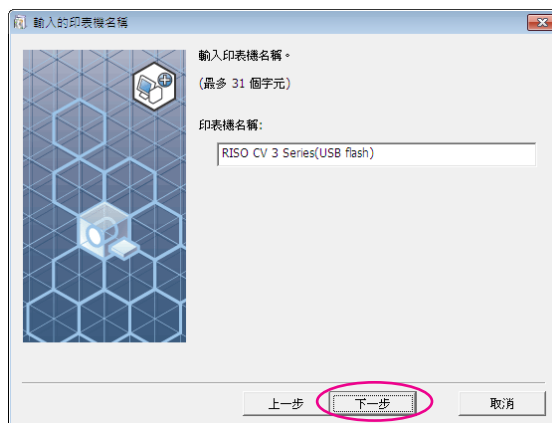 輸入的印表機名稱
輸入印表機名稱。
(最多 31 個字元)
印表機名稱:
RISO CV 3 Series(USB flash)
上一步
下一步
取消